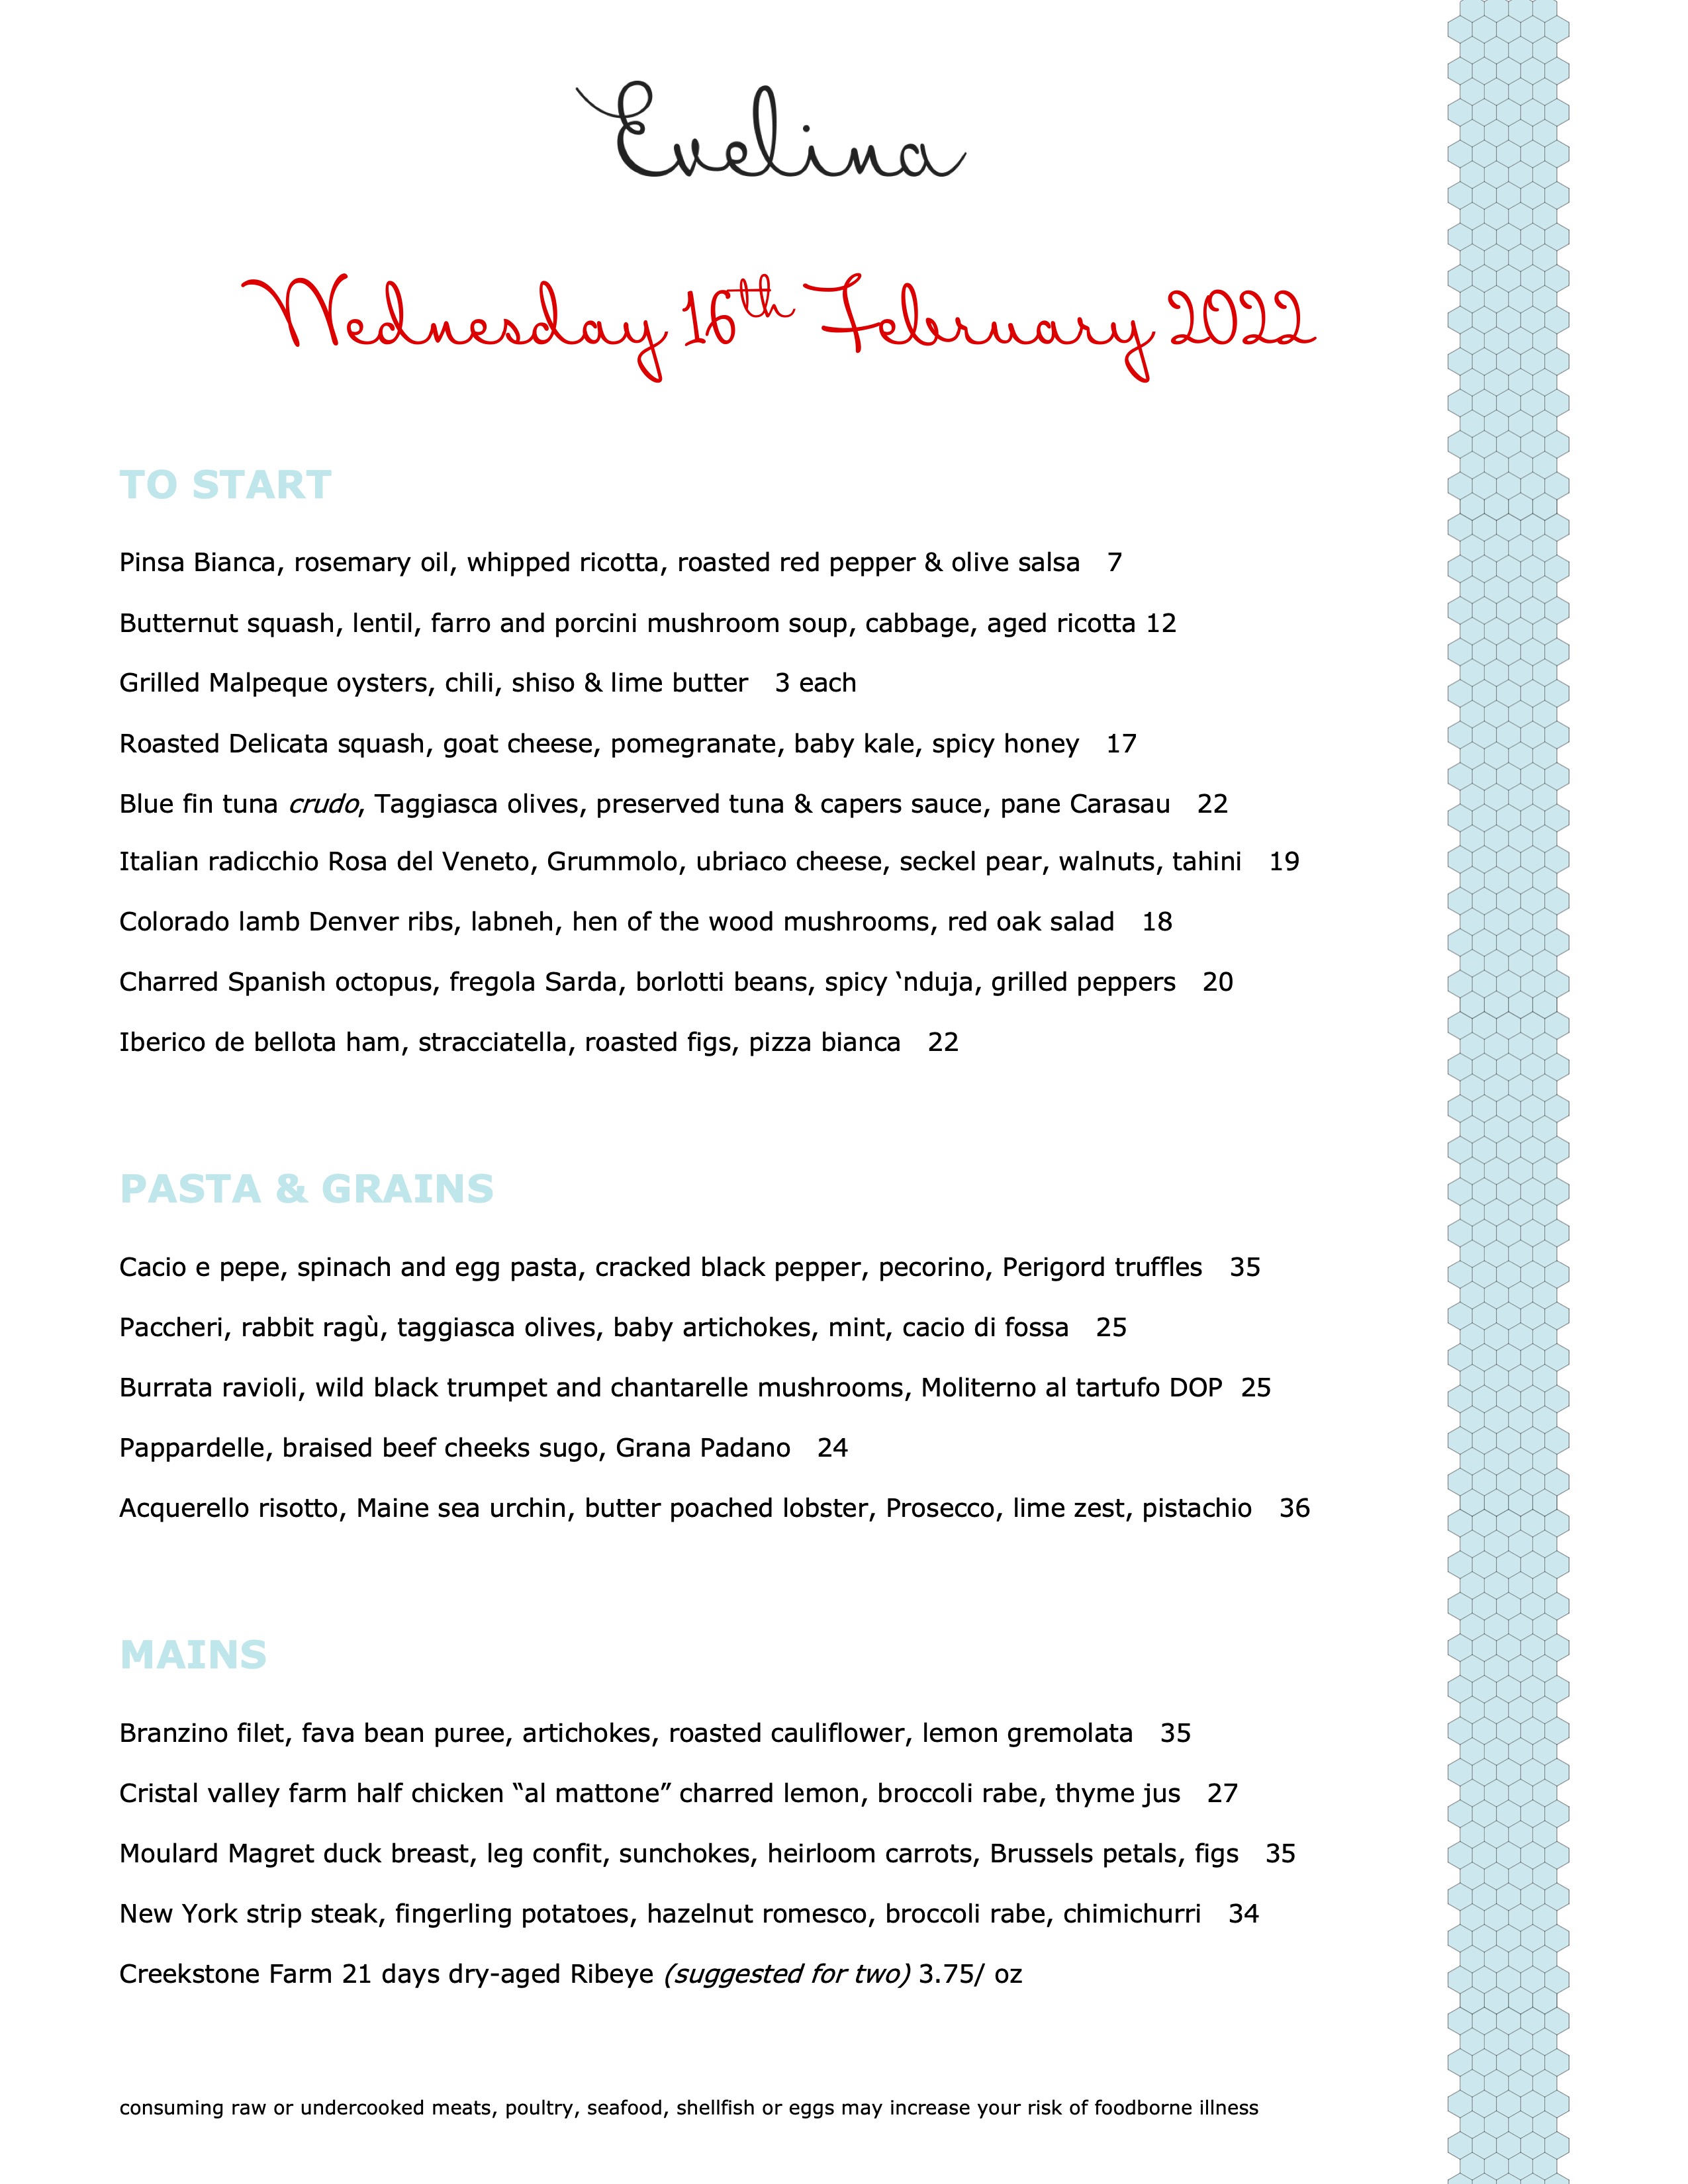 Evelina
Wednesday 16th February 2022
TO START
Pinsa Bianca, rosemary oil, whipped ricotta, roasted red pepper & olive salsa 7
Butternut squash, lentil, farro and porcini mushroom soup, cabbage, aged ricotta 12
Grilled Malpeque oysters, chili, shiso & lime butter 3 each
Roasted Delicata squash, goat cheese, pomegranate, baby kale, spicy honey 17
Blue fin tuna crudo, Taggiasca olives, preserved tuna & capers sauce, pane Carasau 22
Italian radicchio Rosa del Veneto, Grummolo, ubriaco cheese, seckel pear, walnuts, tahini 19
Colorado lamb Denver ribs, labneh, hen of the wood mushrooms, red oak salad 18
Charred Spanish octopus, fregola Sarda, borlotti beans, spicy ‘nduja, grilled peppers 20
Iberico de bellota ham, stracciatella, roasted figs, pizza bianca 22
PASTA & GRAINS
Cacio e pepe, spinach and egg pasta, cracked black pepper, pecorino, Perigord truffles 35
Paccheri, rabbit ragù, taggiasca olives, baby artichokes, mint, cacio di fossa 25
Burrata ravioli, wild black trumpet and chantarelle mushrooms, Moliterno al tartufo DOP 25
Pappardelle, braised beef cheeks sugo, Grana Padano 24
Acquerello risotto, Maine sea urchin, butter poached lobster, Prosecco, lime zest, pistachio 36
MAINS
Branzino filet, fava bean puree, artichokes, roasted cauliflower, lemon gremolata 35
Cristal valley farm half chicken “al mattone” charred lemon, broccoli rabe, thyme jus 27
Moulard Magret duck breast, leg confit, sunchokes, heirloom carrots, Brussels petals, figs 35
New York strip steak, fingerling potatoes, hazelnut romesco, broccoli rabe, chimichurri 34
Creekstone Farm 21 days dry-aged Ribeye (suggested for two) 3.75/ oz
consuming raw or undercooked meats, poultry, seafood, shellfish or eggs may increase your risk of foodborne illness